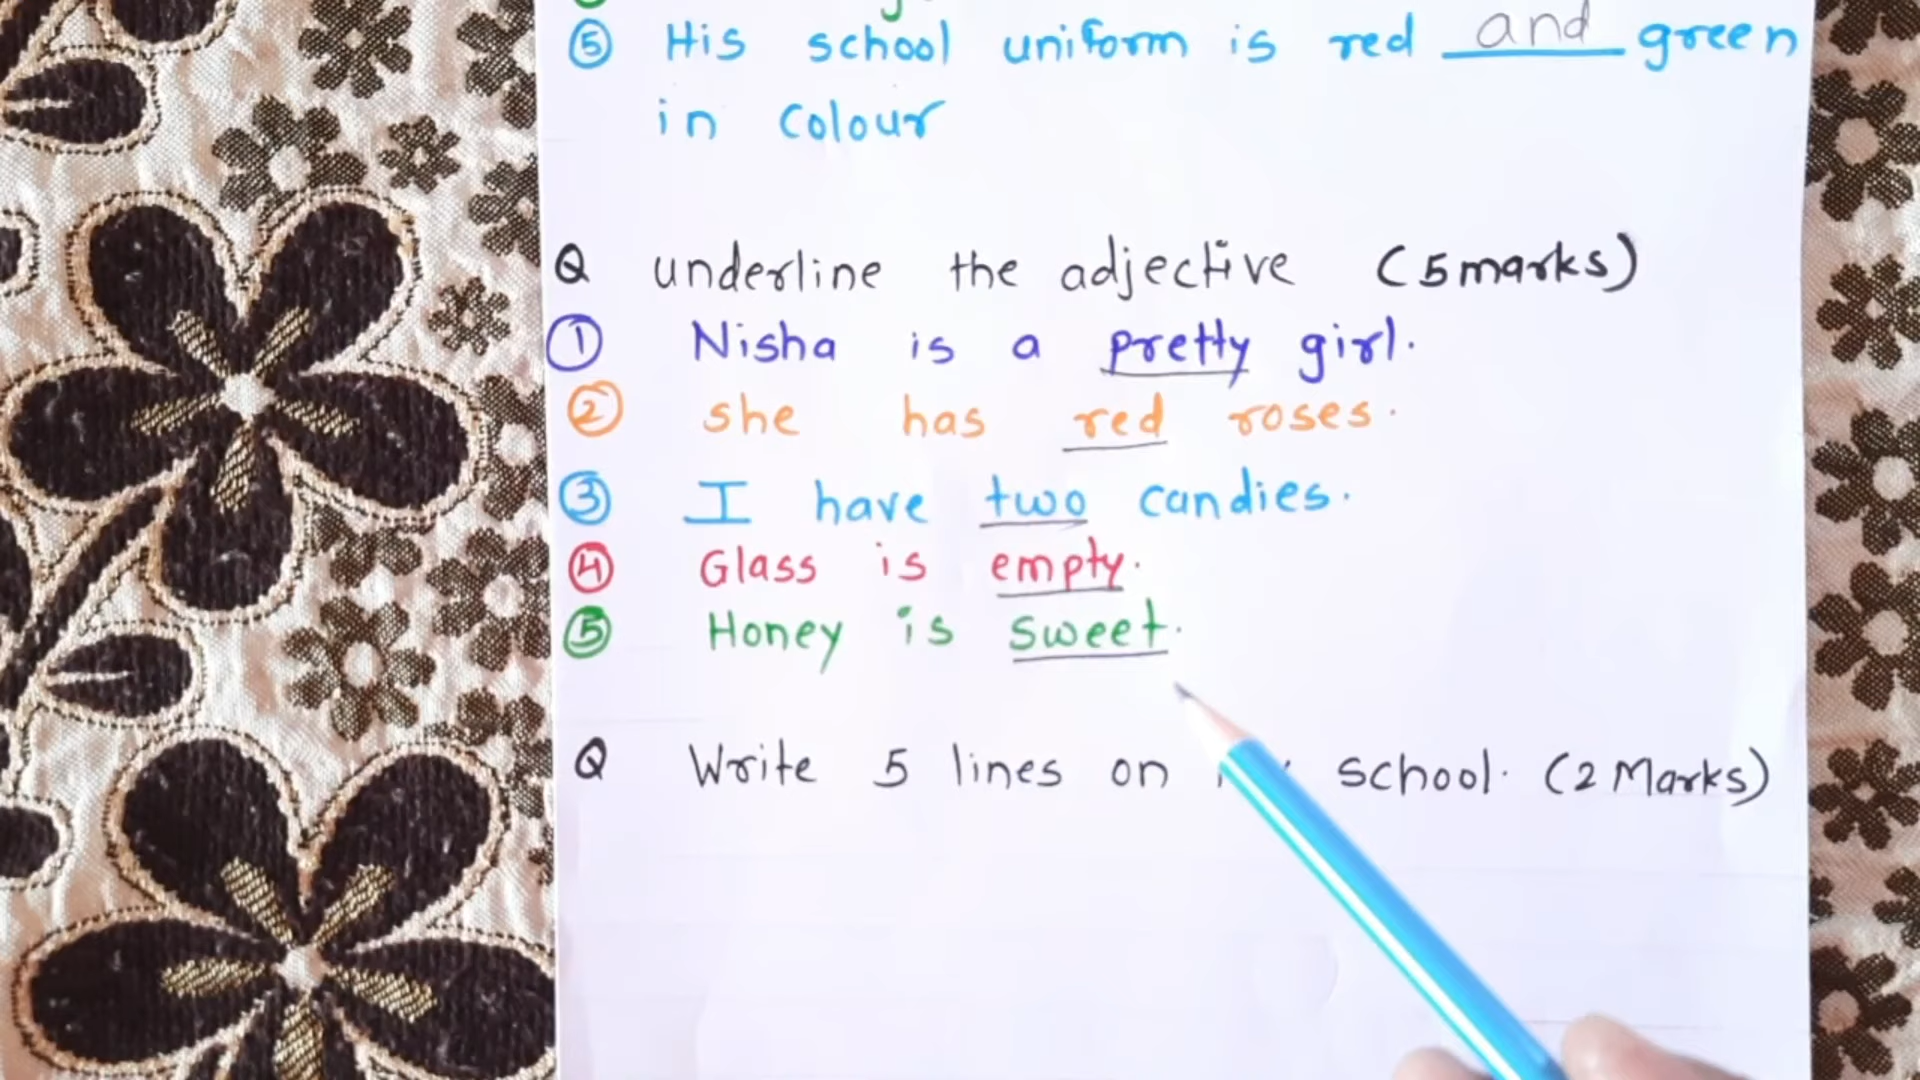 5 His school uniform is red and green
in colour
Q underline the adjective (5 marks)
1 Nisha is a pretty girl.
2 she has red roses.
3 I have two candies.
4 Glass is empty.
5 Honey is sweet.
Q Write 5 lines on school. (2 Marks)